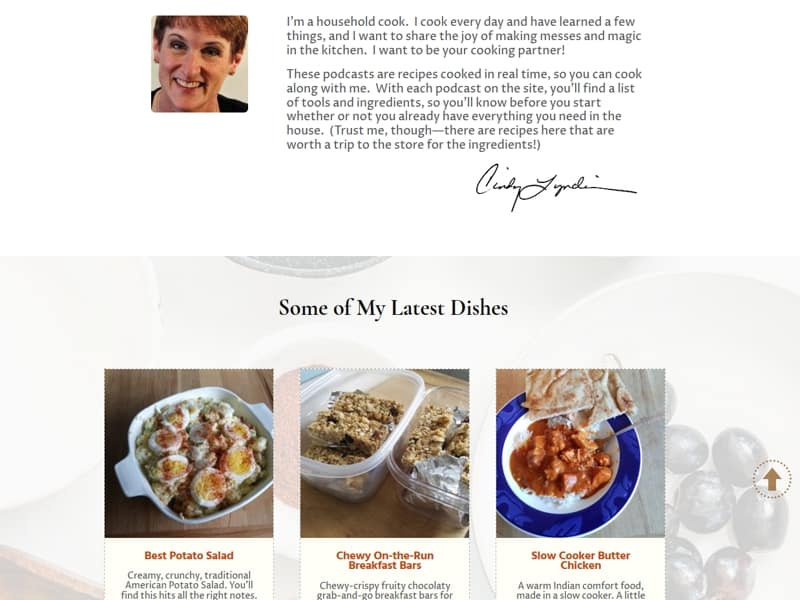 I'm a household cook. I cook every day and have learned a few
things, and I want to share the joy of making messes and magic
in the kitchen. I want to be your cooking partner!
These podcasts are recipes cooked in real time, so you can cook
along with me. With each podcast on the site, you'll find a list
of tools and ingredients, so you'll know before you start
whether or not you already have everything you need in the
house. (Trust me, though—there are recipes here that are
worth a trip to the store for the ingredients!)
Cindy
Some of My Latest Dishes
Best Potato Salad
Creamy, crunchy, traditional
American Potato Salad. You'll
find this hits all the right notes.
Chewy On-the-Run
Breakfast Bars
Chewy-crispy fruity chocolaty
grab-and-go breakfast bars for
Slow Cooker Butter
Chicken
A warm Indian comfort food,
made in a slow cooker. A little